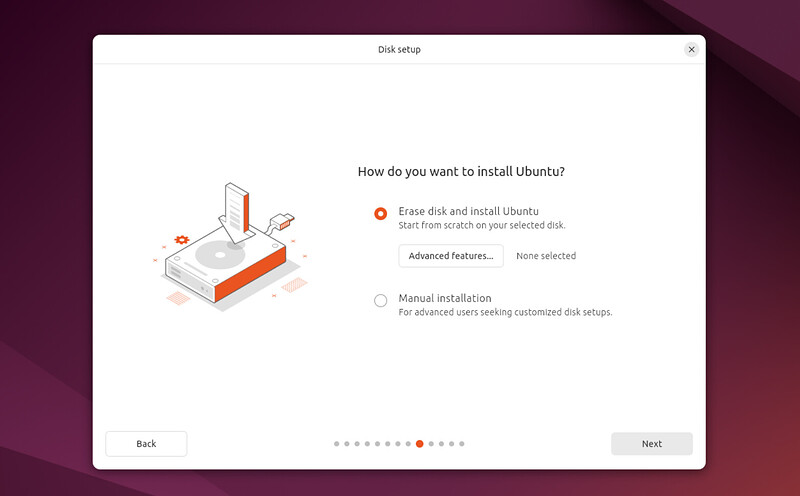 Disk setup
How do you want to install Ubuntu?
Erase disk and install Ubuntu
Start from scratch on your selected disk.
Advanced features...
None selected
Manual installation
For advanced users seeking customized disk setups.
Back
Next